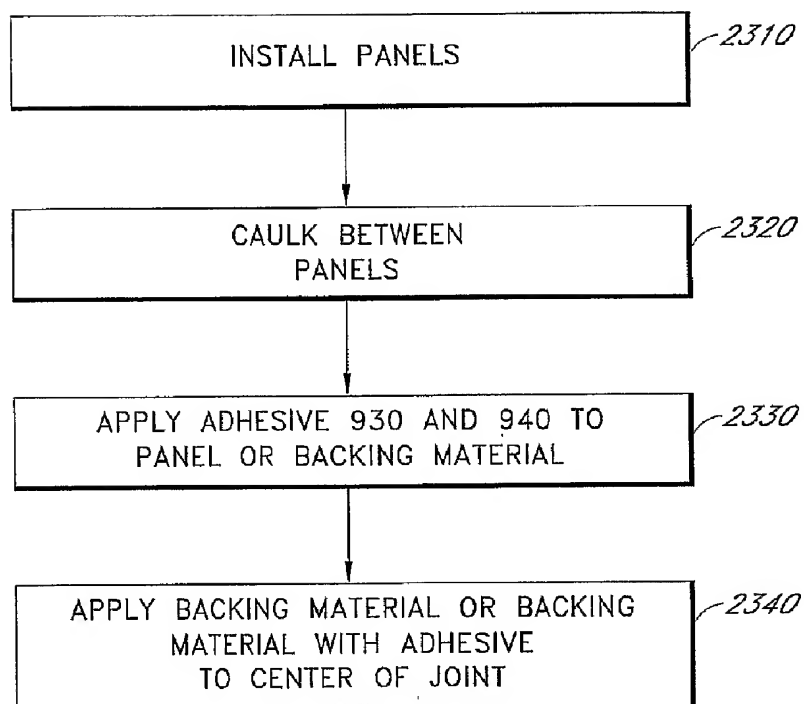 INSTALL PANELS
2310
CAULK BETWEEN
PANELS
2320
APPLY ADHESIVE 930 AND 940 TO
PANEL OR BACKING MATERIAL
2330
APPLY BACKING MATERIAL OR BACKING
MATERIAL WITH ADHESIVE
TO CENTER OF JOINT
2340